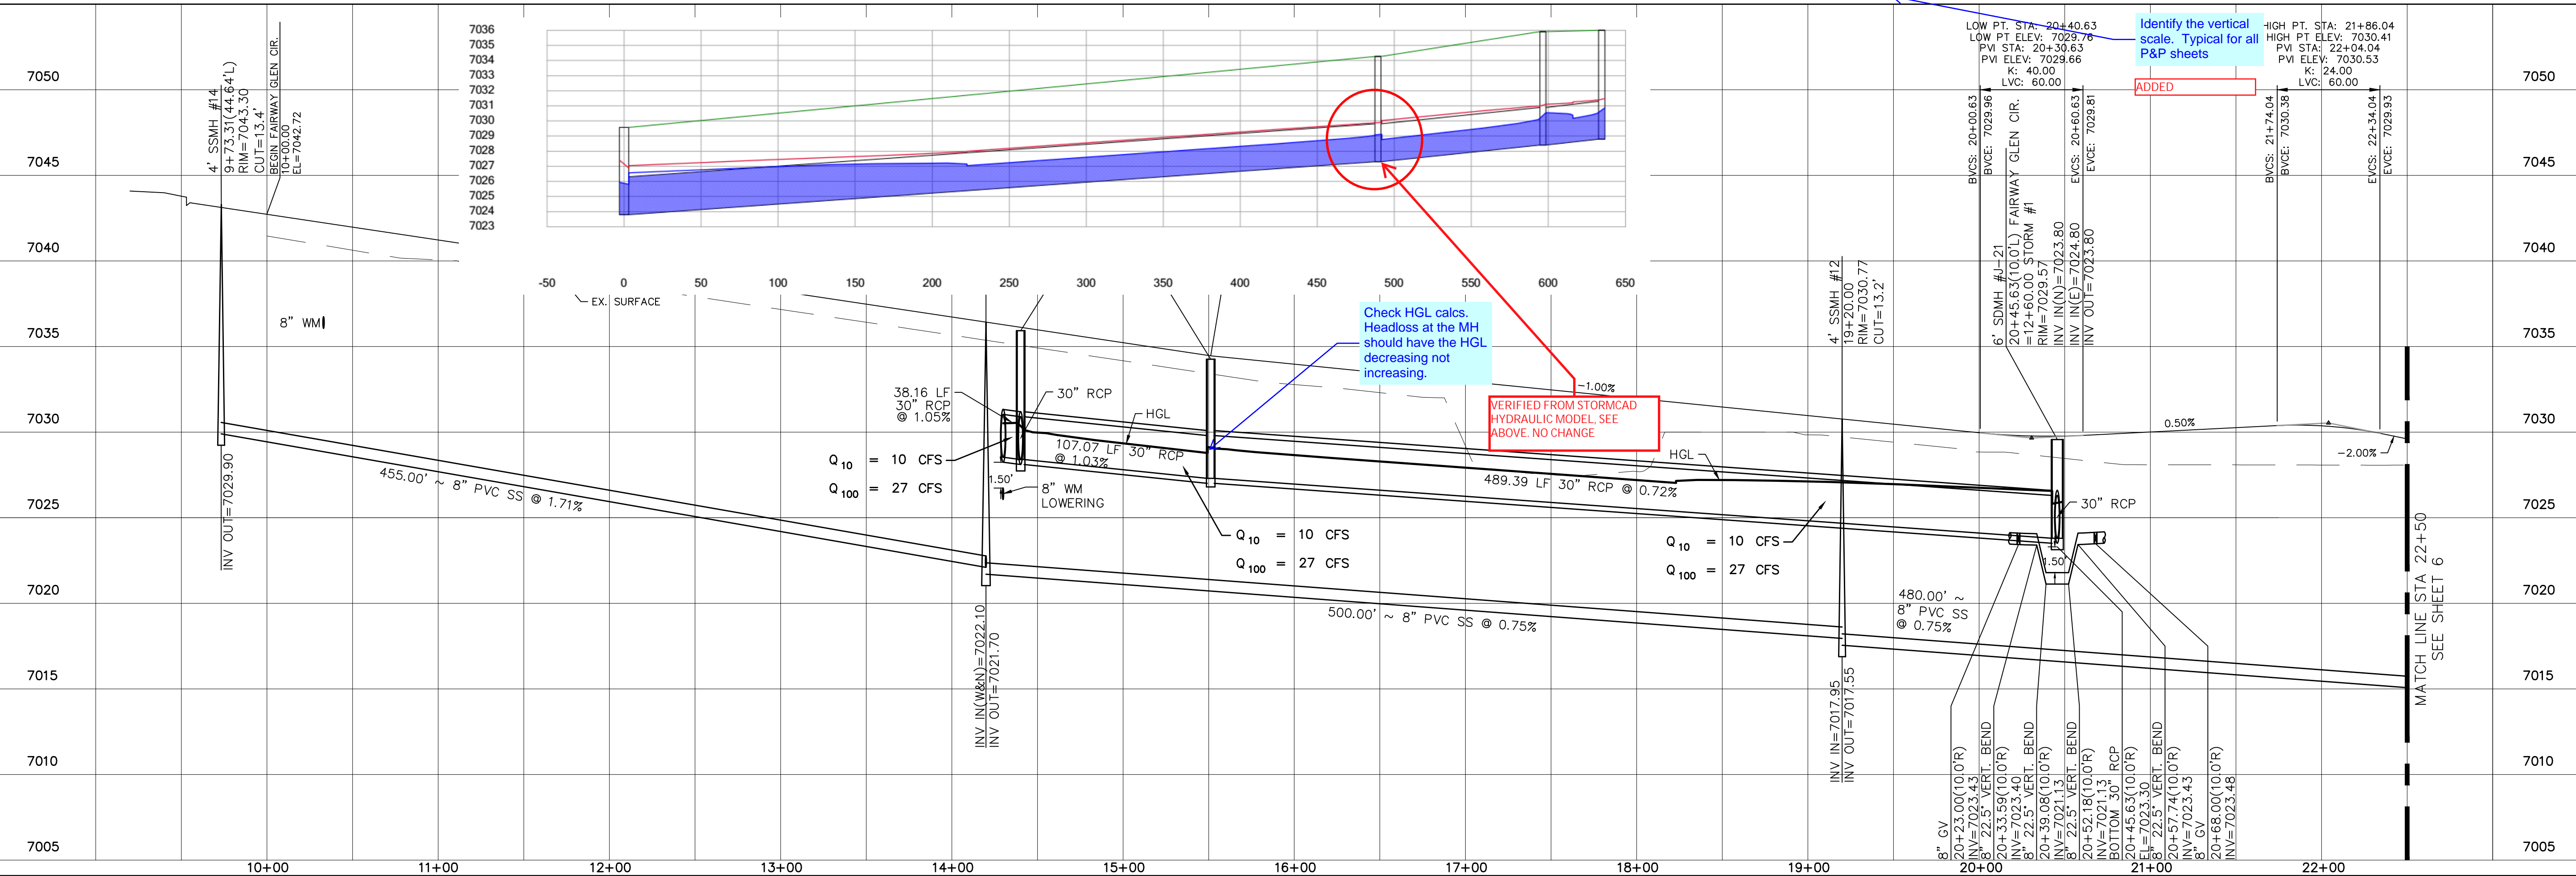 7050
7045
7040
7035
7030
7025
7020
7015
7010
7005
4' SSMH #14
9+73.31(44.64'L)
RIM=7043.30
CUT=13.4'
BEGIN FAIRWAY GLEN CIR.
10+00.00
EL=7042.72
7036
7035
7034
7033
7032
7031
7030
7029
7028
7027
7026
7025
7024
7023
-50
0
50
100
150
200
250
300
350
400
450
500
550
600
650
EX. SURFACE
8" WM
INV OUT=7029.90
455.00' ~ 8" PVC SS @ 1.71%
38.16 LF
30" RCP
@ 1.05%
30" RCP
HGL
107.07 LF 30" RCP
@ 1.03%
Q10 = 10 CFS
Q100 = 27 CFS
1.50'
8" WM
LOWERING
INV IN(W&N)=7022.10
INV OUT=7021.70
Check HGL calcs.
Headloss at the MH
should have the HGL
decreasing not
increasing.
VERIFIED FROM STORMCAD
HYDRAULIC MODEL, SEE
ABOVE. NO CHANGE
-1.00%
489.39 LF 30" RCP @ 0.72%
HGL
Q10 = 10 CFS
Q100 = 27 CFS
Q10 = 10 CFS
Q100 = 27 CFS
500.00' ~ 8" PVC SS @ 0.75%
4' SSMH #12
19+20.00
RIM=7030.77
CUT=13.2'
INV IN=7017.95
INV OUT=7017.55
480.00' ~
8" PVC SS
@ 0.75%
LOW PT. STA: 20+40.63
LOW PT ELEV: 7029.76
PVI STA: 20+30.63
PVI ELEV: 7029.66
K: 40.00
LVC: 60.00
BVCS: 20+00.63
BVCE: 7029.96
EVCS: 20+60.63
EVCE: 7029.81
Identify the vertical
scale. Typical for all
P&P sheets
ADDED
HIGH PT. STA: 21+86.04
HIGH PT ELEV: 7030.41
PVI STA: 22+04.04
PVI ELEV: 7030.53
K: 24.00
LVC: 60.00
BVCS: 21+74.04
BVCE: 7030.38
EVCS: 22+34.04
EVCE: 7029.93
6' SDMH #J-21
20+45.63(10.0'L) FAIRWAY GLEN CIR.
=12+60.00 STORM #1
RIM=7029.57
INV IN(N)=7023.80
INV IN(E)=7024.80
INV OUT=7023.80
0.50%
-2.00%
30" RCP
1.50'
8" GV
20+23.00(10.0'R)
INV=7023.43
8" 22.5° VERT. BEND
20+33.59(10.0'R)
INV=7023.40
8" 22.5° VERT. BEND
20+39.08(10.0'R)
INV=7021.13
8" 22.5° VERT. BEND
20+52.18(10.0'R)
INV=7021.13
BOTTOM 30" RCP
20+45.63(10.0'R)
EL=7023.30
8" 22.5° VERT. BEND
20+57.74(10.0'R)
INV=7023.43
8" GV
20+68.00(10.0'R)
INV=7023.48
MATCH LINE STA 22+50
SEE SHEET 6
7050
7045
7040
7035
7030
7025
7020
7015
7010
7005
10+00
11+00
12+00
13+00
14+00
15+00
16+00
17+00
18+00
19+00
20+00
21+00
22+00